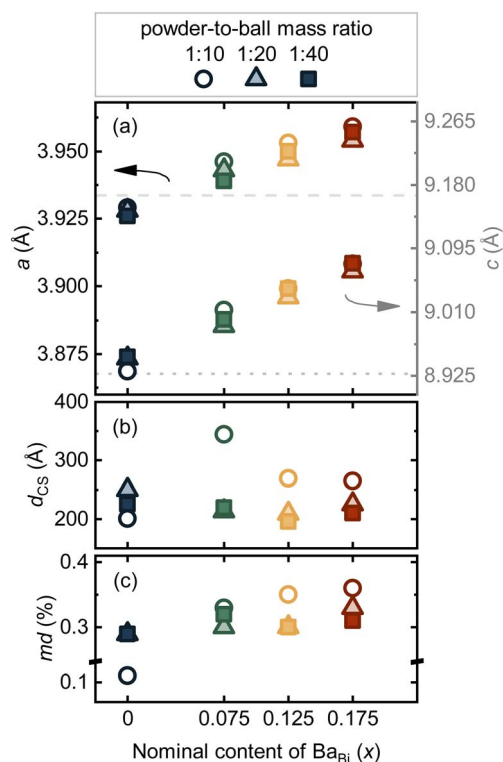 powder-to-ball mass ratio
1:10 1:20 1:40
(a)
3.950
3.925
3.900
3.875
a (Å)
9.265
9.180
9.095
9.010
8.925
c (Å)
(b)
400
300
200
d_CS (Å)
(c)
0.4
0.3
0.1
md (%)
0 0.075 0.125 0.175
Nominal content of Ba_Bi (x)